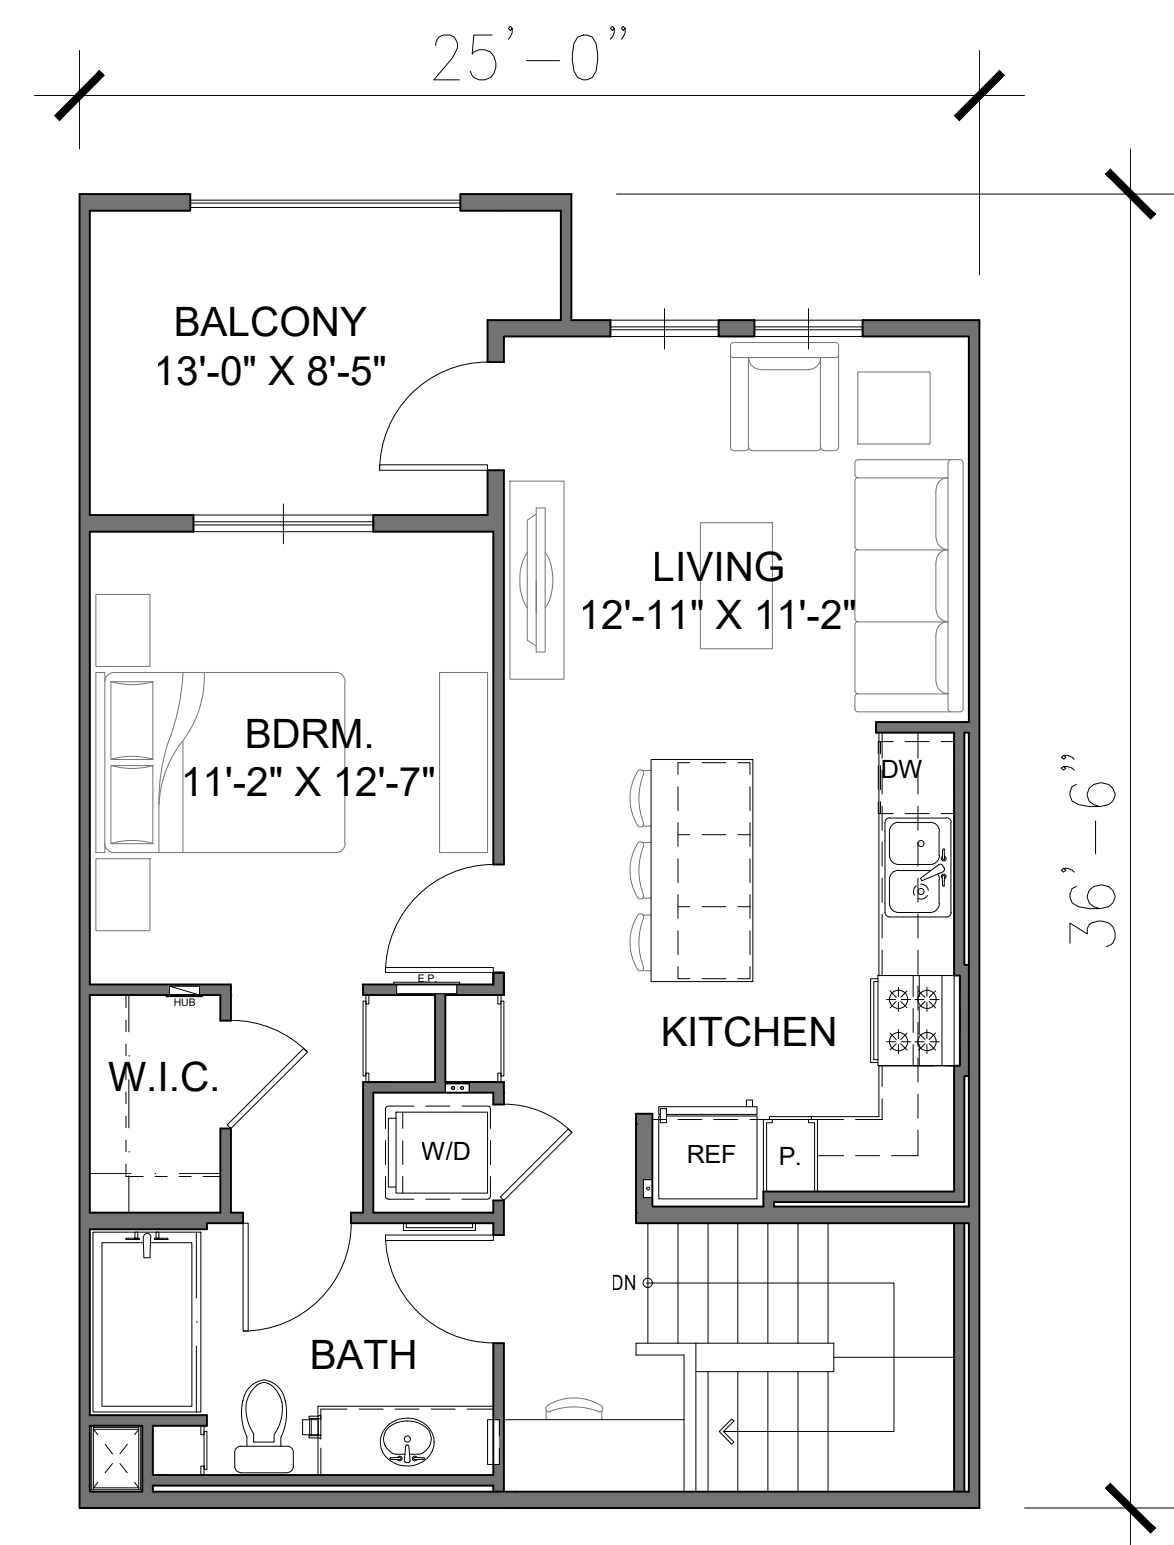 25'-0"
BALCONY
13'-0" X 8'-5"
LIVING
12'-11" X 11'-2"
BDRM.
11'-2" X 12'-7"
DW
36'-6"
E.P.
HUB
KITCHEN
W.I.C.
W/D
REF
P.
DN
BATH